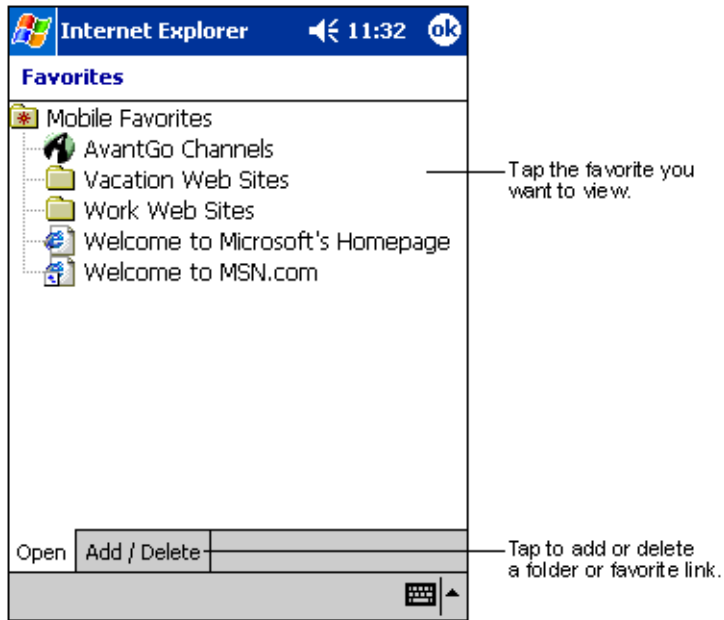 Internet Explorer 11:32 ok
Favorites
Mobile Favorites
AvantGo Channels
Vacation Web Sites
Work Web Sites
Welcome to Microsoft's Homepage
Welcome to MSN.com
Tap the favorite you
want to view.
Open Add / Delete
Tap to add or delete
a folder or favorite link.